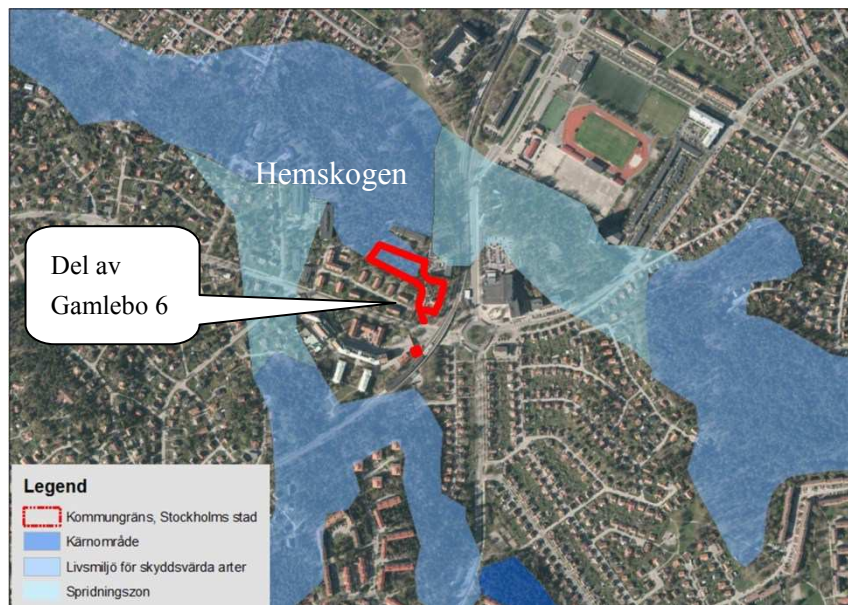 Hemskogen
Del av
Gamlebo 6
Legend
Kommungräns, Stockholms stad
Kärnområde
Livsmiljö för skyddsvärda arter
Spridningszon